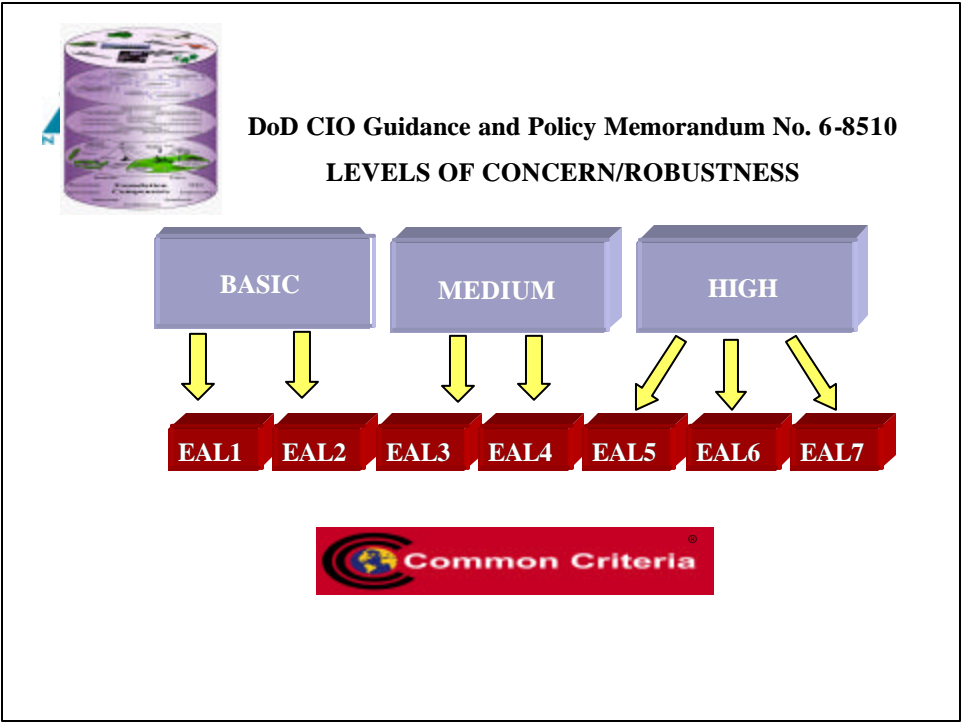 DoD CIO Guidance and Policy Memorandum No. 6-8510
LEVELS OF CONCERN/ROBUSTNESS
BASIC
MEDIUM
HIGH
EAL1
EAL2
EAL3
EAL4
EAL5
EAL6
EAL7
Common Criteria ®